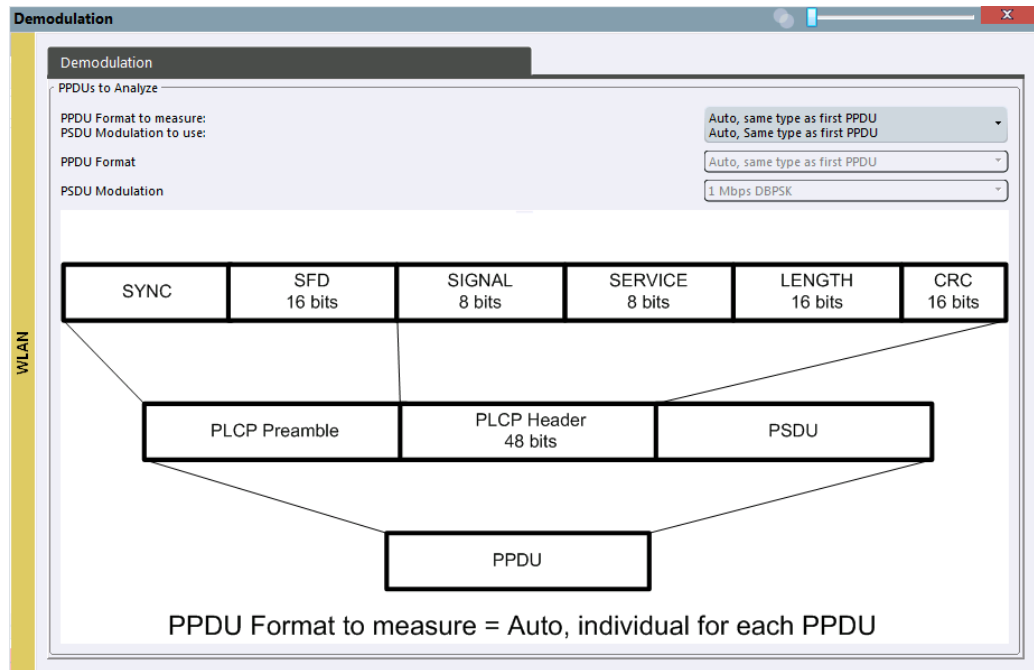 Demodulation
x
WLAN
Demodulation
PPDUs to Analyze
PPDU Format to measure:
PSDU Modulation to use:
Auto, same type as first PPDU
Auto, Same type as first PPDU
PPDU Format
Auto, same type as first PPDU
PSDU Modulation
1 Mbps DBPSK
SYNC
SFD
16 bits
SIGNAL
8 bits
SERVICE
8 bits
LENGTH
16 bits
CRC
16 bits
PLCP Preamble
PLCP Header
48 bits
PSDU
PPDU
PPDU Format to measure = Auto, individual for each PPDU